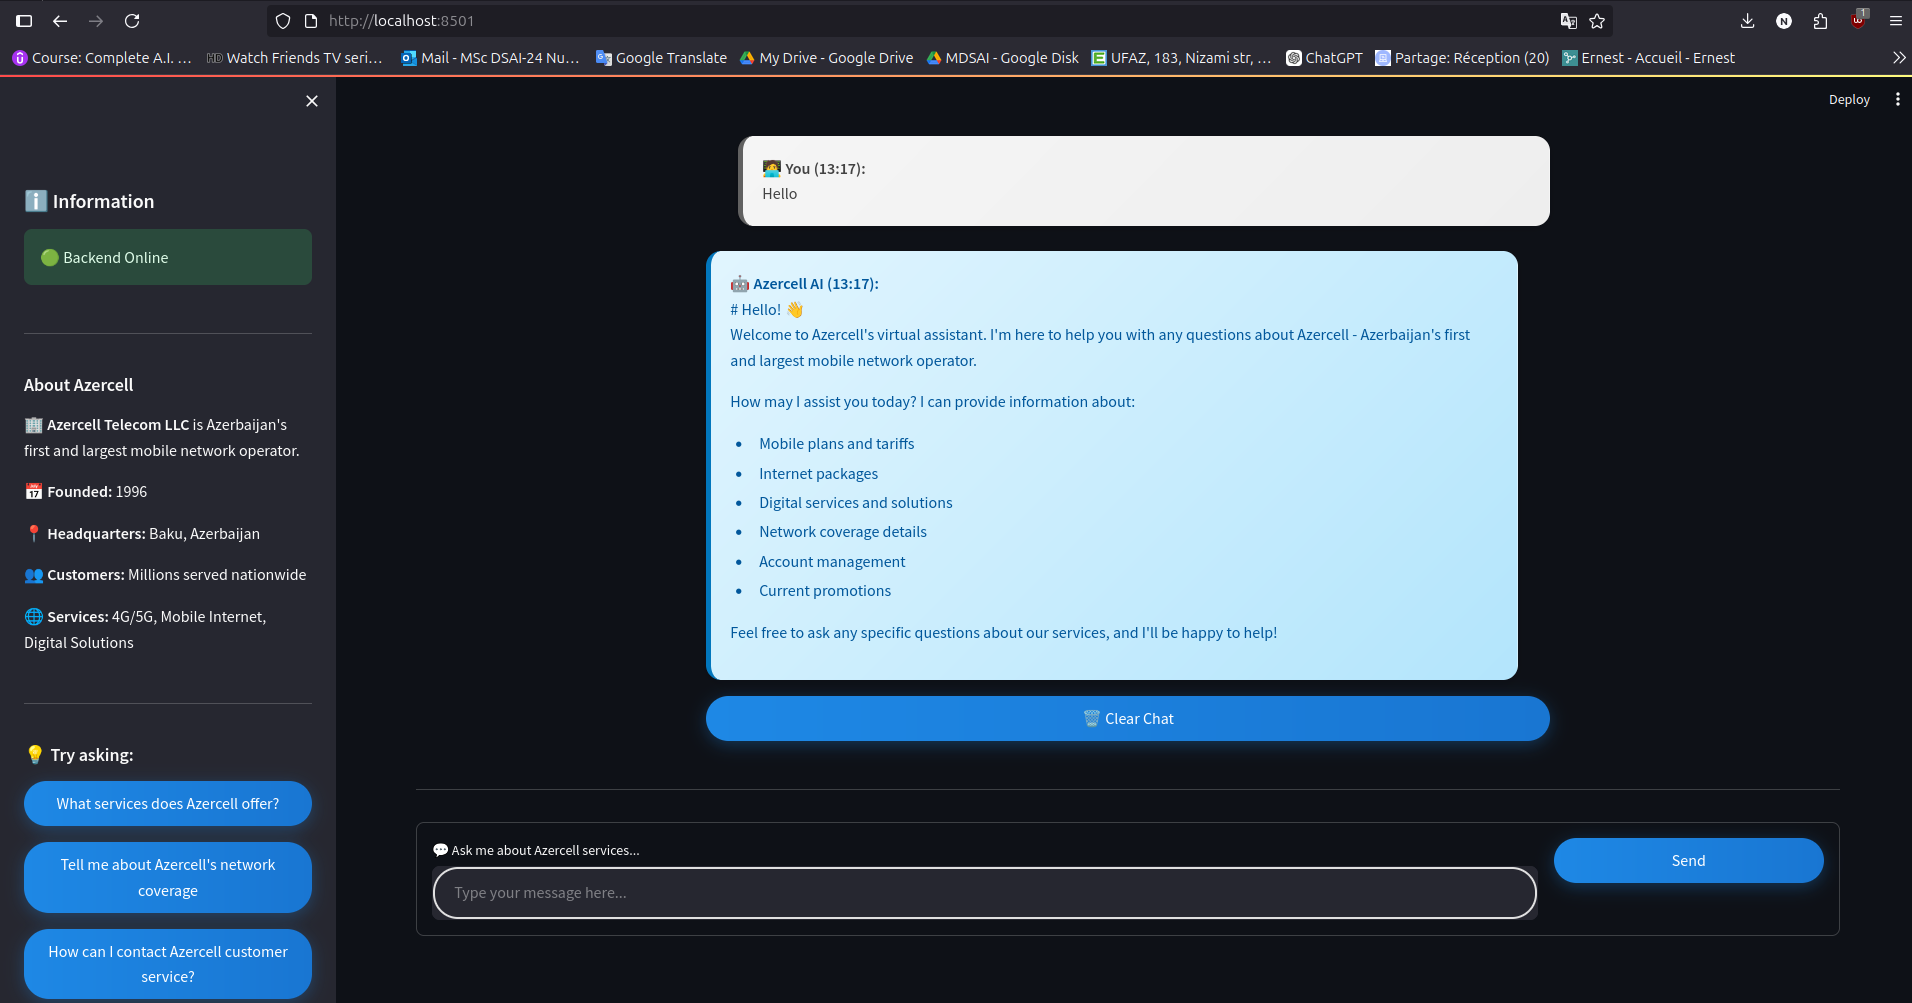 http://localhost:8501
1
Course: Complete A.I. …
HD Watch Friends TV seri…
Mail - MSc DSAI-24 Nu…
Google Translate
My Drive - Google Drive
MDSAI - Google Disk
UFAZ, 183, Nizami str, …
ChatGPT
Partage: Réception (20)
Ernest - Accueil - Ernest
Deploy
ℹ️ Information
🟢 Backend Online
About Azercell
🏢 Azercell Telecom LLC is Azerbaijan's
first and largest mobile network operator.
📅 Founded: 1996
📍 Headquarters: Baku, Azerbaijan
👥 Customers: Millions served nationwide
🌐 Services: 4G/5G, Mobile Internet,
Digital Solutions
💡 Try asking:
What services does Azercell offer?
Tell me about Azercell's network
coverage
How can I contact Azercell customer
service?
🧑‍💻 You (13:17):
Hello
🤖 Azercell AI (13:17):
# Hello! 👋
Welcome to Azercell's virtual assistant. I'm here to help you with any questions about Azercell - Azerbaijan's first
and largest mobile network operator.
How may I assist you today? I can provide information about:
• Mobile plans and tariffs
• Internet packages
• Digital services and solutions
• Network coverage details
• Account management
• Current promotions
Feel free to ask any specific questions about our services, and I'll be happy to help!
🗑️ Clear Chat
💬 Ask me about Azercell services...
Type your message here...
Send